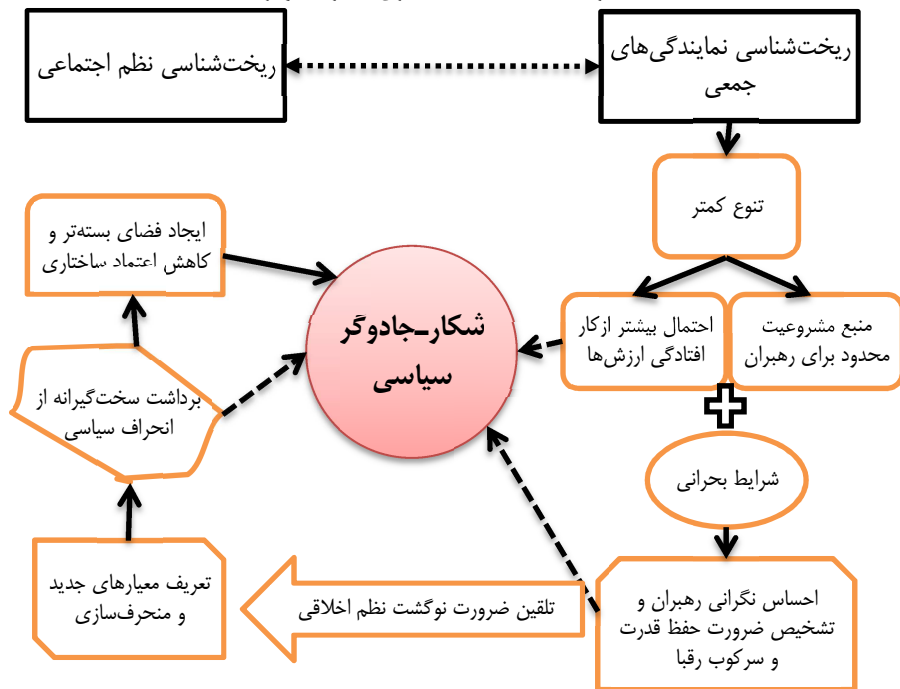 ریخت‌شناسی نمایندگی‌های
جمعی
ریخت‌شناسی نظم اجتماعی
تنوع کمتر
منبع مشروعیت
محدود برای رهبران
احتمال بیشتر ازکار
افتادگی ارزش‌ها
شرایط بحرانی
احساس نگرانی رهبران و
تشخیص ضرورت حفظ قدرت
و سرکوب رقبا
تلقین ضرورت نوگشت نظم اخلاقی
تعریف معیارهای جدید
و منحرف‌سازی
برداشت سخت‌گیرانه از
انحراف سیاسی
ایجاد فضای بسته‌تر و
کاهش اعتماد ساختاری
شکار-جادوگر
سیاسی